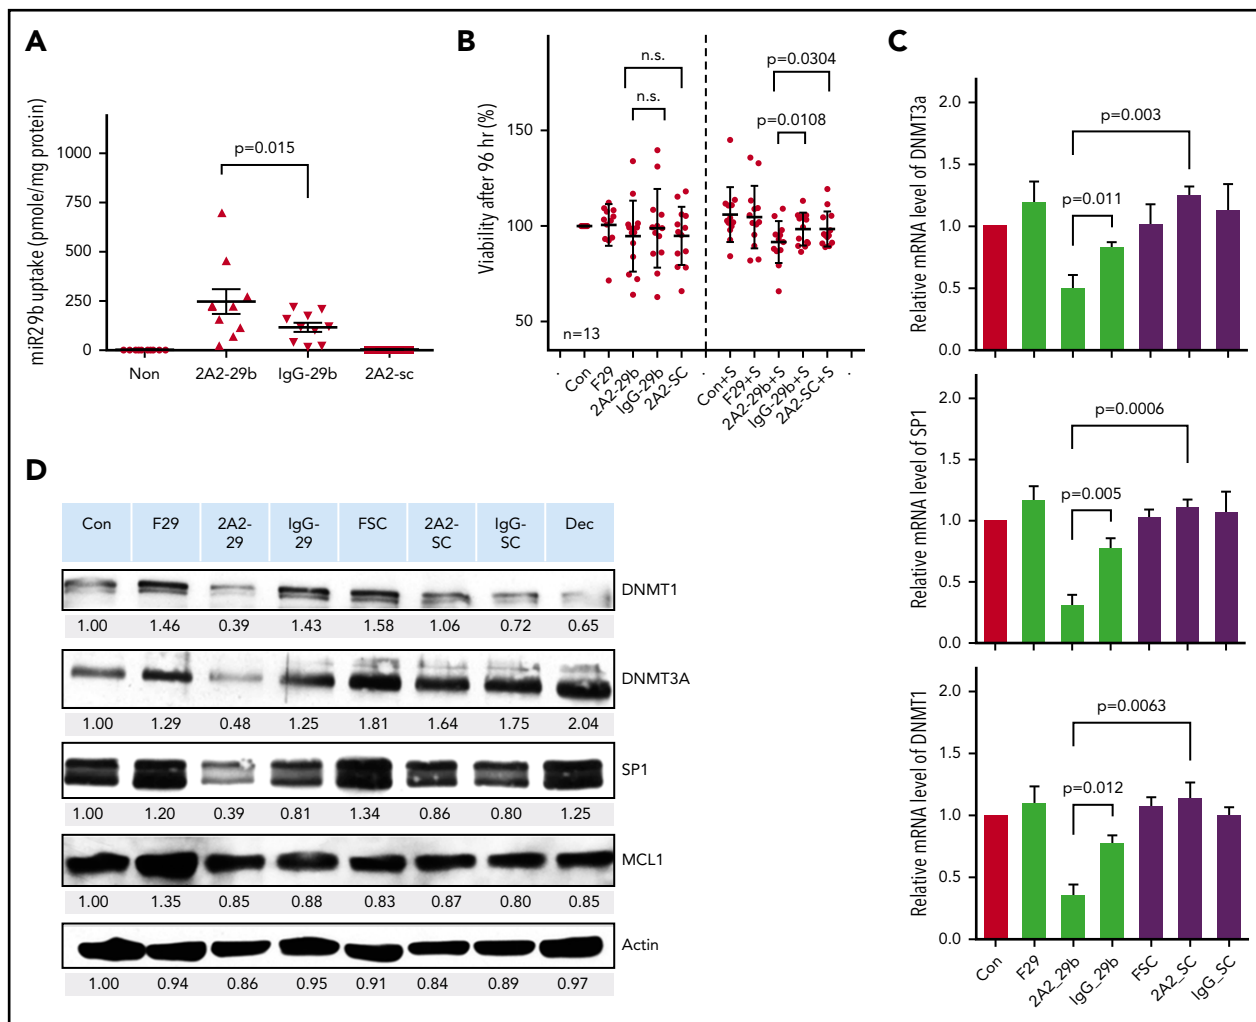 A
miR29b uptake (pmole/mg protein)
1000
750
500
250
0
p=0.015
Non
2A2-29b
IgG-29b
2A2-sc
B
Viability after 96 hr (%)
150
100
50
n.s.
n.s.
p=0.0304
p=0.0108
n=13
.
Con
F29
2A2-29b
IgG-29b
2A2-SC
.
Con+S
F29+S
2A2-29b+S
IgG-29b+S
2A2-SC+S
.
C
Relative mRNA level of DNMT3a
2.0
1.5
1.0
0.5
0.0
p=0.003
p=0.011
Relative mRNA level of SP1
2.0
1.5
1.0
0.5
0.0
p=0.0006
p=0.005
Relative mRNA level of DNMT1
2.0
1.5
1.0
0.5
0.0
p=0.0063
p=0.012
Con
F29
2A2_29b
IgG_29b
FSC
2A2_SC
IgG_SC
D
Con F29 2A2-29 IgG-29 FSC 2A2-SC IgG-SC Dec
DNMT1
1.00 1.46 0.39 1.43 1.58 1.06 0.72 0.65
DNMT3A
1.00 1.29 0.48 1.25 1.81 1.64 1.75 2.04
SP1
1.00 1.20 0.39 0.81 1.34 0.86 0.80 1.25
MCL1
1.00 1.35 0.85 0.88 0.83 0.87 0.80 0.85
Actin
1.00 0.94 0.86 0.95 0.91 0.84 0.89 0.97